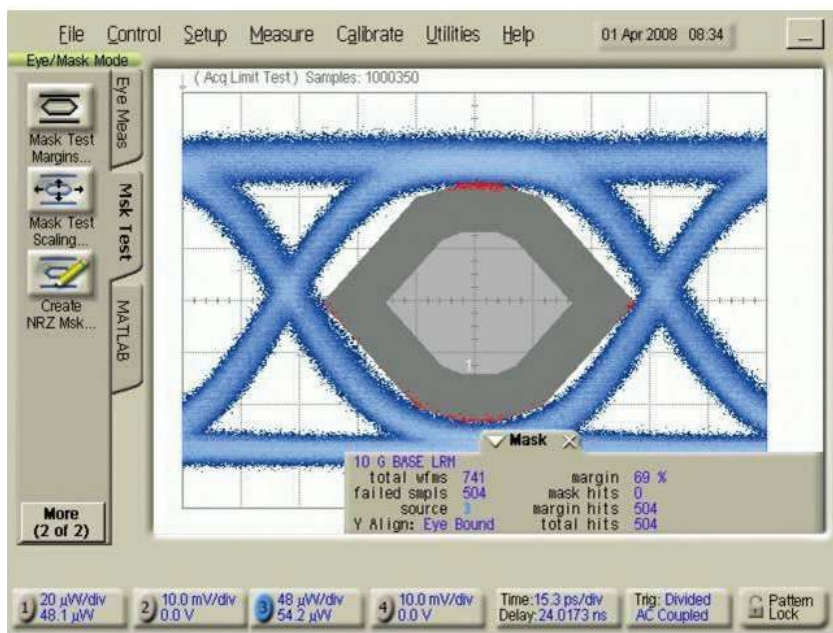 File Control Setup Measure Calibrate Utilities Help 01 Apr 2008 08:34
Eye/Mask Mode
( Acq Limit Test ) Samples: 1000350
Eye Meas
Mask Test
Margins...
Msk Test
Mask Test
Scaling...
Create
NRZ Msk...
MATLAB
1
Mask
10 G BASE LRM
total wfms 741 margin 69 %
failed smpls 504 mask hits 0
source 3 margin hits 504
Y Align: Eye Bound total hits 504
More
(2 of 2)
1 20 µW/div 2 10.0 mV/div 3 48 µW/div 4 10.0 mV/div Time:15.3 ps/div Trig: Divided Pattern
48.1 µW 0.0 V 54.2 µW 0.0 V Delay:24.0173 ns AC Coupled Lock